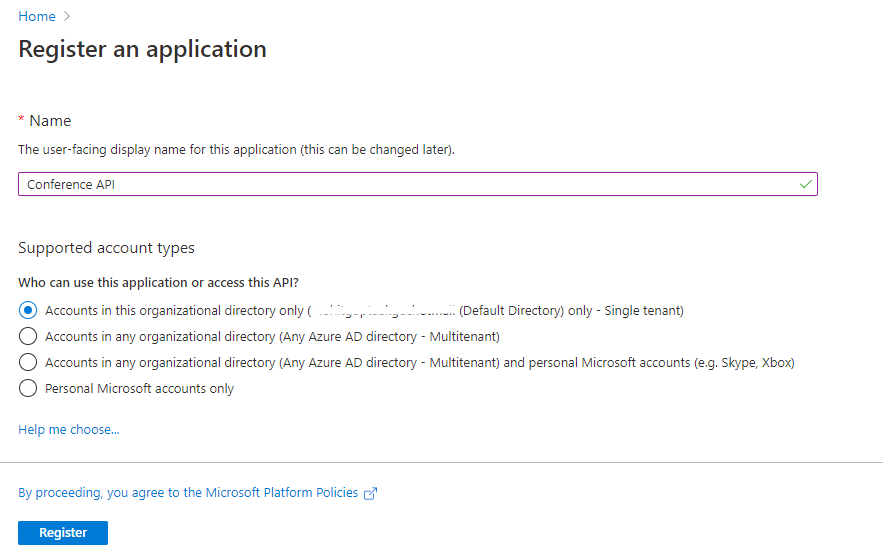 Home
Register an application
* Name
The user-facing display name for this application (this can be changed later).
Conference API
Supported account types
Who can use this application or access this API?
Accounts in this organizational directory only ( (Default Directory) only - Single tenant)
Accounts in any organizational directory (Any Azure AD directory - Multitenant)
Accounts in any organizational directory (Any Azure AD directory - Multitenant) and personal Microsoft accounts (e.g. Skype, Xbox)
Personal Microsoft accounts only
Help me choose...
By proceeding, you agree to the Microsoft Platform Policies
Register